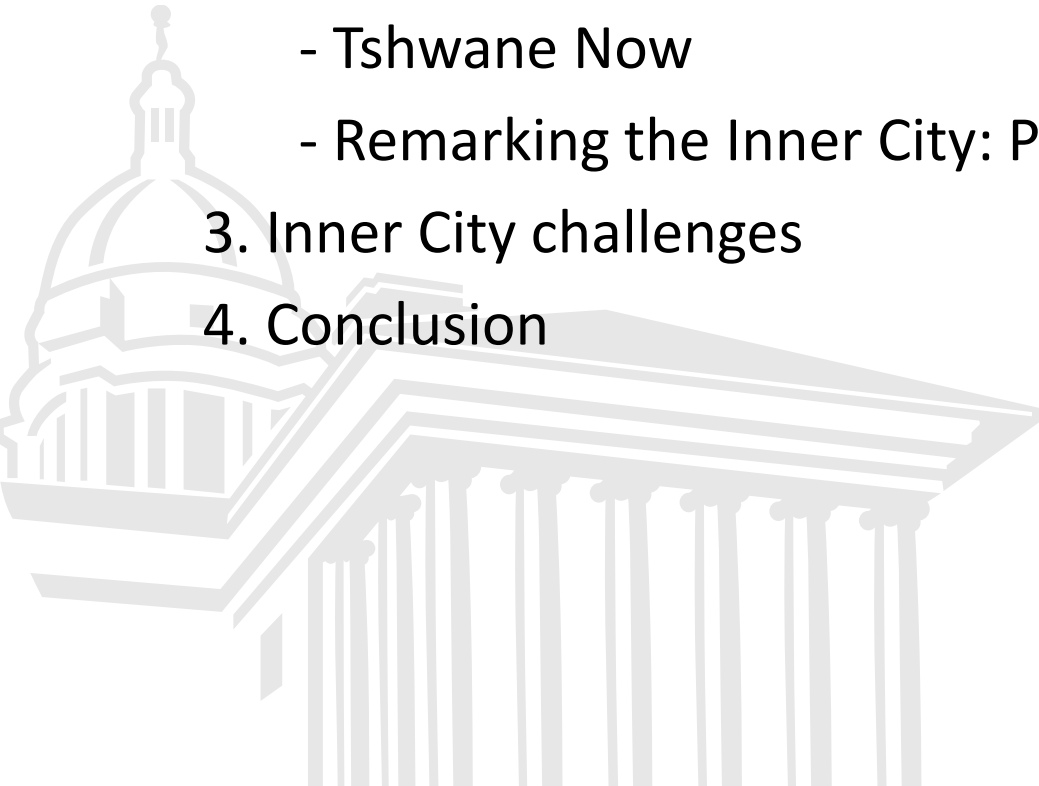 - Tshwane Now
- Remarking the Inner City: P
3. Inner City challenges
4. Conclusion